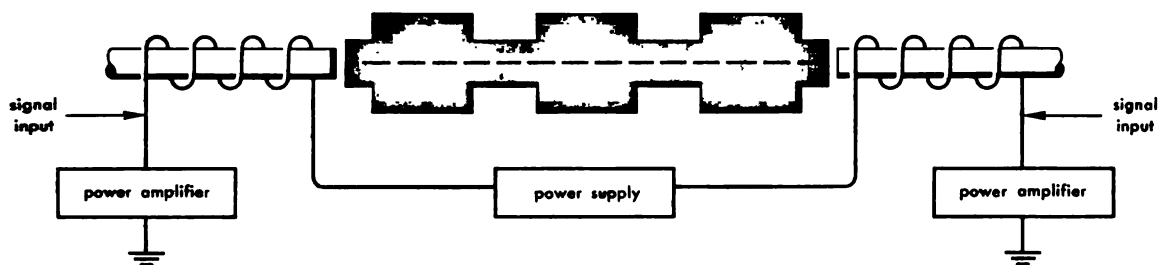 signal
input
signal
input
power amplifier
power supply
power amplifier